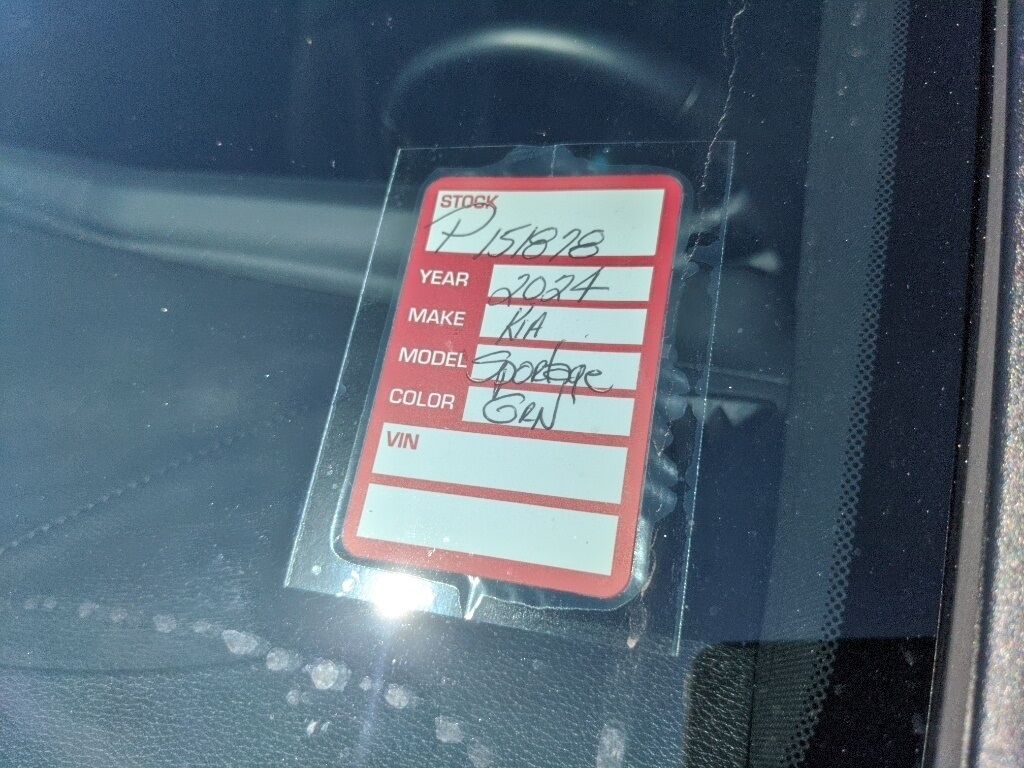 STOCK
P151878
YEAR 2024
MAKE KIA
MODEL Sportage
COLOR GRN
VIN